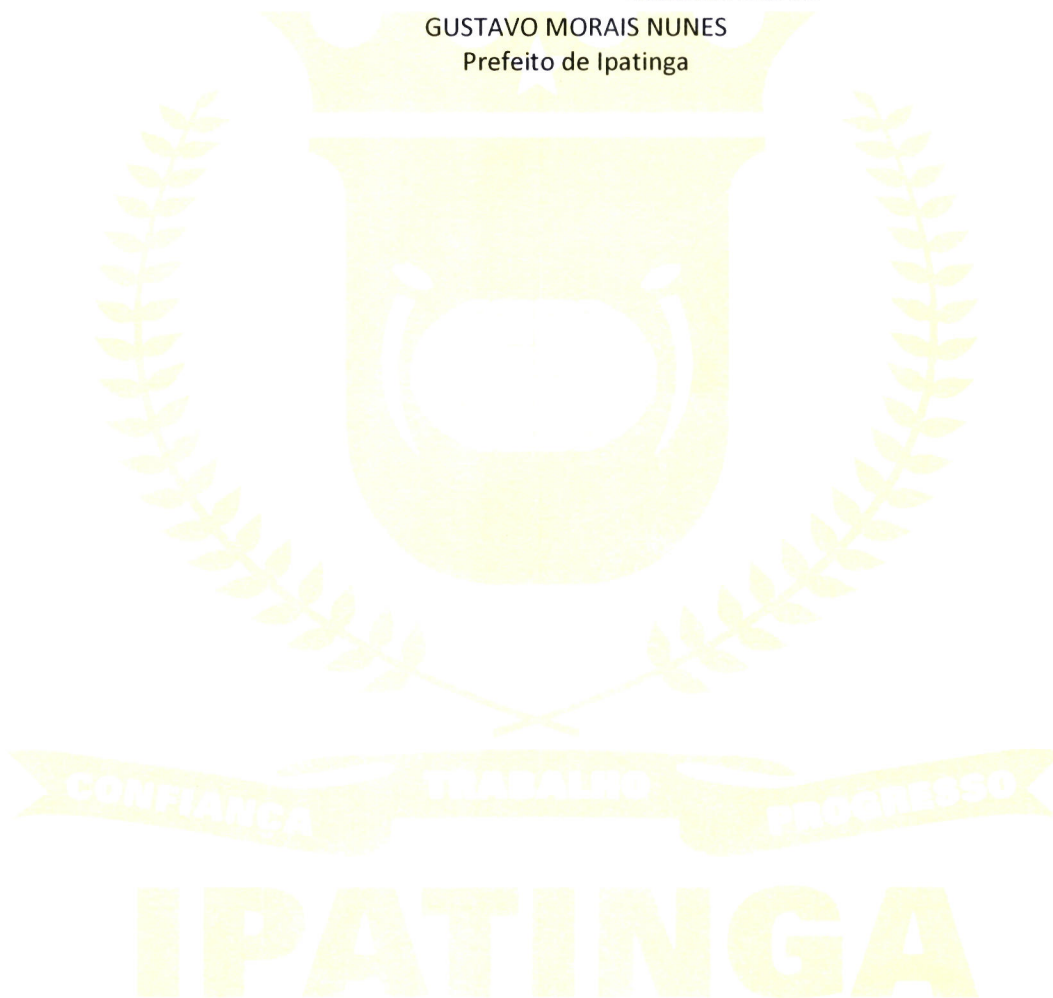 GUSTAVO MORAIS NUNES
Prefeito de Ipatinga
CONFIANÇA TRABALHO PROGRESSO
IPATINGA